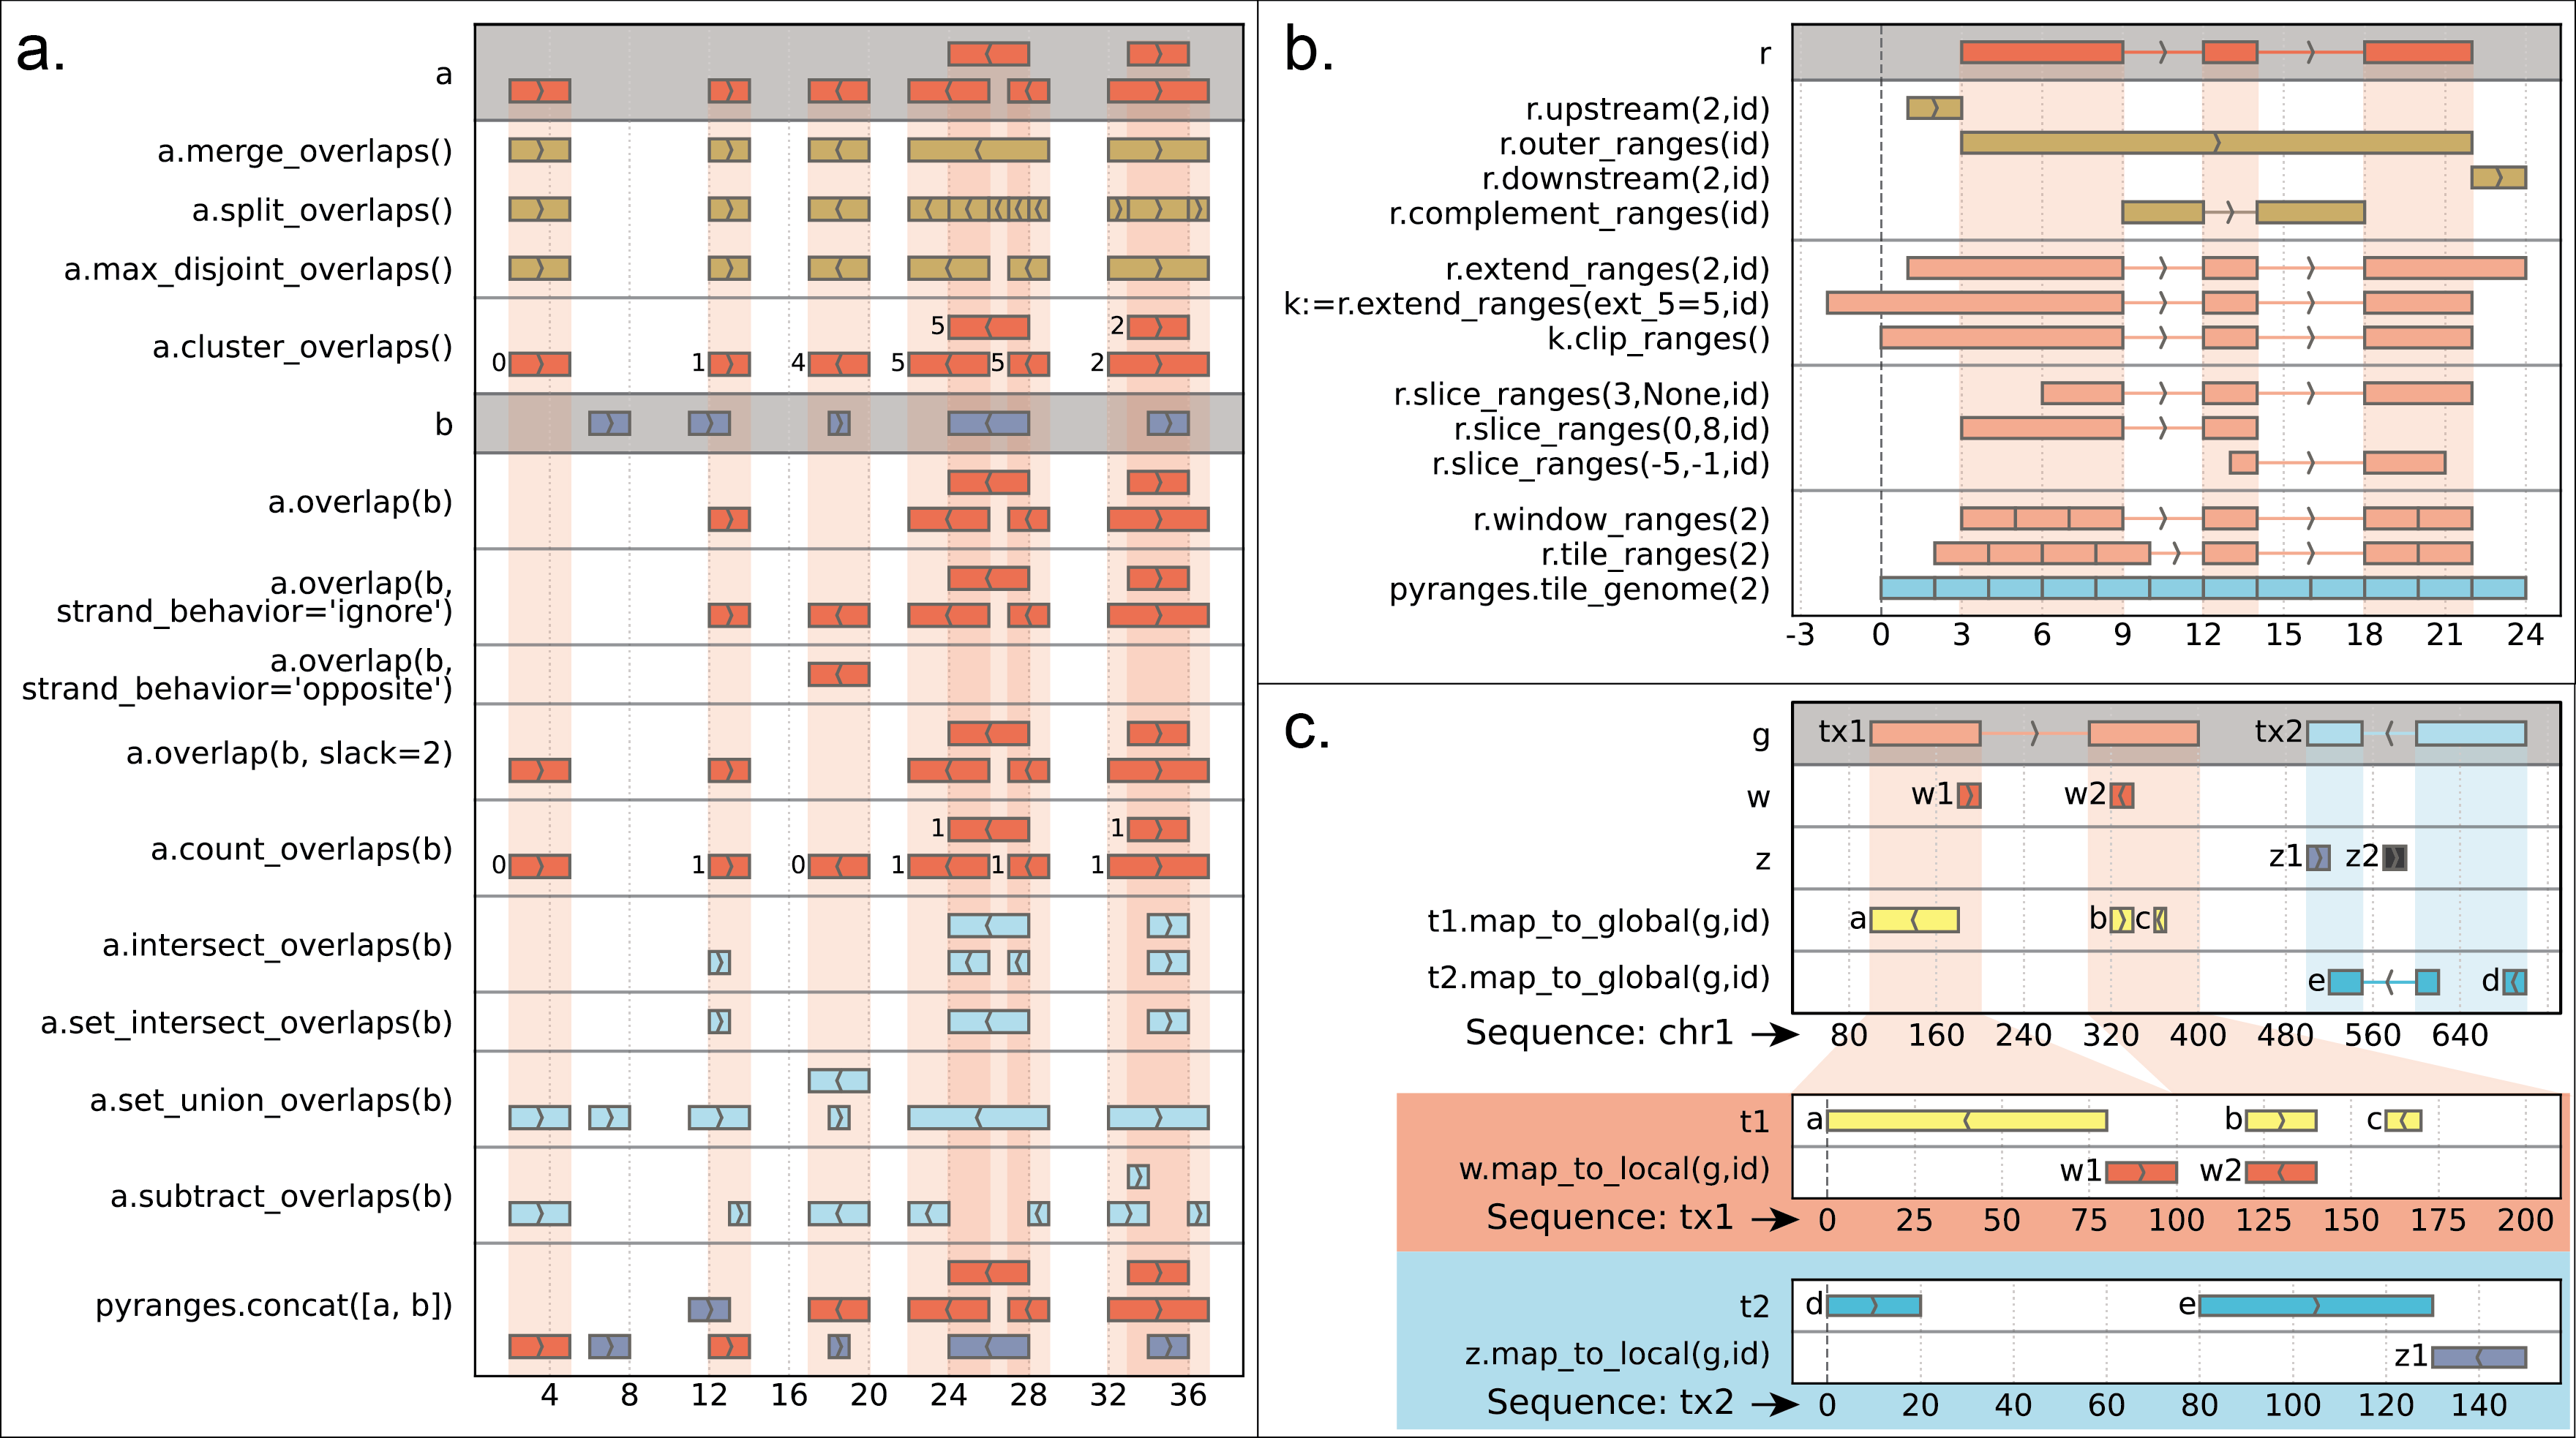 a.
a
a.merge_overlaps()
a.split_overlaps()
a.max_disjoint_overlaps()
5 2
a.cluster_overlaps()
0 1 4 5 5 2
b
a.overlap(b)
a.overlap(b,
strand_behavior='ignore')
a.overlap(b,
strand_behavior='opposite')
a.overlap(b, slack=2)
1 1
a.count_overlaps(b)
0 1 0 1 1 1
a.intersect_overlaps(b)
a.set_intersect_overlaps(b)
a.set_union_overlaps(b)
a.subtract_overlaps(b)
pyranges.concat([a, b])
4 8 12 16 20 24 28 32 36
b.
r
r.upstream(2,id)
r.outer_ranges(id)
r.downstream(2,id)
r.complement_ranges(id)
r.extend_ranges(2,id)
k:=r.extend_ranges(ext_5=5,id)
k.clip_ranges()
r.slice_ranges(3,None,id)
r.slice_ranges(0,8,id)
r.slice_ranges(-5,-1,id)
r.window_ranges(2)
r.tile_ranges(2)
pyranges.tile_genome(2)
-3 0 3 6 9 12 15 18 21 24
c.
g tx1 tx2
w w1 w2
z z1 z2
t1.map_to_global(g,id) a b c
t2.map_to_global(g,id) e d
Sequence: chr1 80 160 240 320 400 480 560 640
t1 a b c
w.map_to_local(g,id) w1 w2
Sequence: tx1 0 25 50 75 100 125 150 175 200
t2 d e
z.map_to_local(g,id) z1
Sequence: tx2 0 20 40 60 80 100 120 140